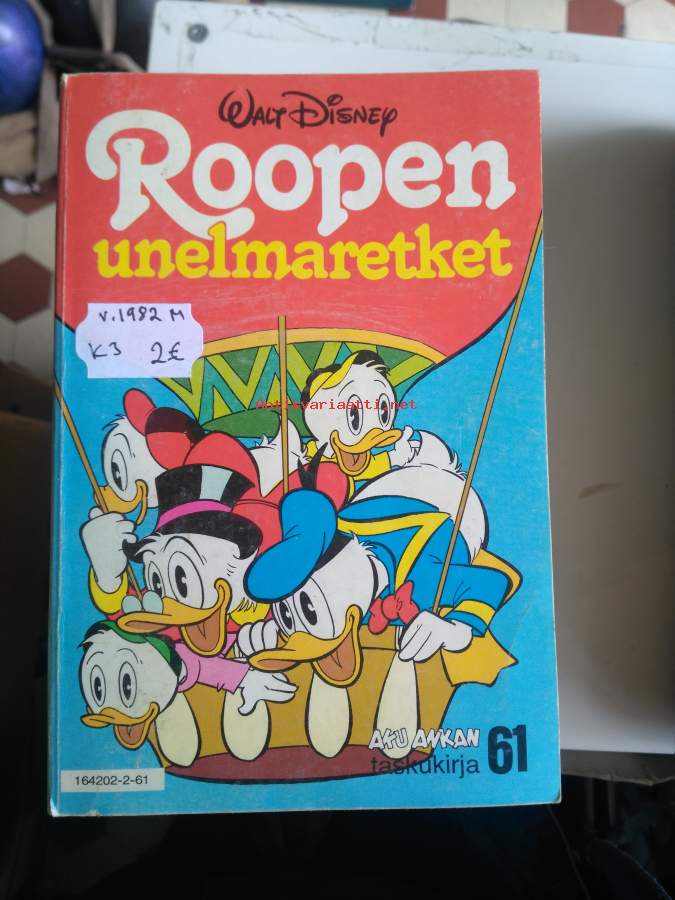 WALT DISNEY
Roopen
unelmaretket
v.1982 M
K3 2€
Antikvariaatti.net
AKU ANKAN
taskukirja 61
164202-2-61